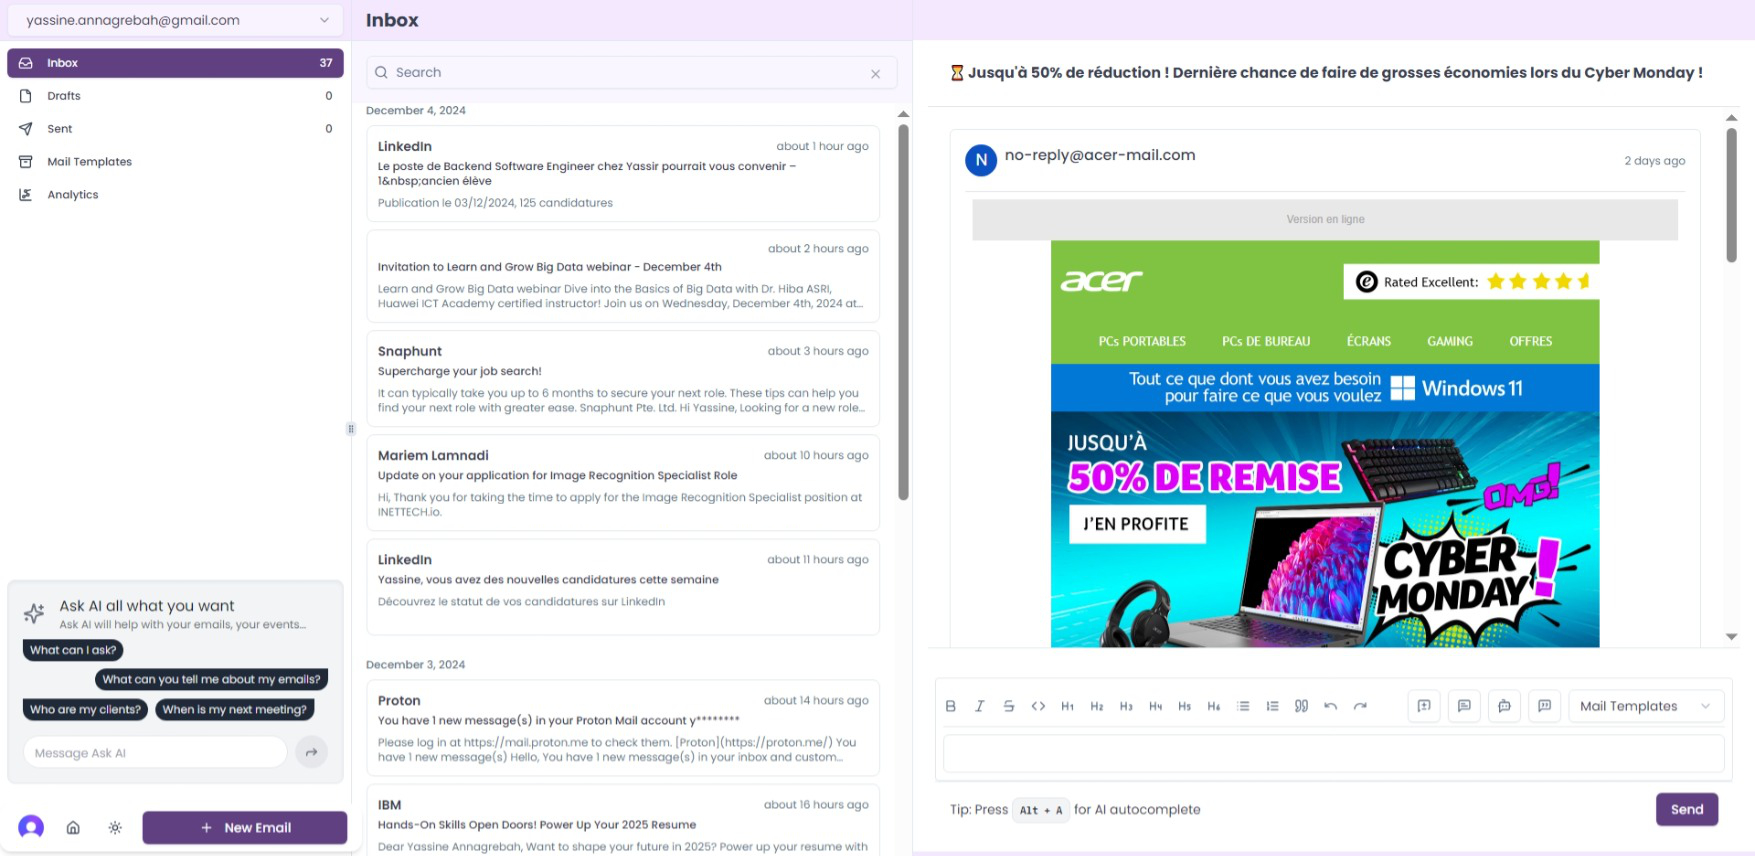 yassine.annagrebah@gmail.com
Inbox 37
Drafts 0
Sent 0
Mail Templates
Analytics
Ask AI all what you want
Ask AI will help with your emails, your events...
What can I ask?
What can you tell me about my emails?
Who are my clients? When is my next meeting?
Message Ask AI
+ New Email
Inbox
Search
December 4, 2024
LinkedIn about 1 hour ago
Le poste de Backend Software Engineer chez Yassir pourrait vous convenir –
1&nbsp;ancien élève
Publication le 03/12/2024, 125 candidatures
about 2 hours ago
Invitation to Learn and Grow Big Data webinar - December 4th
Learn and Grow Big Data webinar Dive into the Basics of Big Data with Dr. Hiba ASRI,
Huawei ICT Academy certified instructor! Join us on Wednesday, December 4th, 2024 at...
Snaphunt about 3 hours ago
Supercharge your job search!
It can typically take you up to 6 months to secure your next role. These tips can help you
find your next role with greater ease. Snaphunt Pte. Ltd. Hi Yassine, Looking for a new role...
Mariem Lamnadi about 10 hours ago
Update on your application for Image Recognition Specialist Role
Hi, Thank you for taking the time to apply for the Image Recognition Specialist position at
INETTECH.io.
LinkedIn about 11 hours ago
Yassine, vous avez des nouvelles candidatures cette semaine
Découvrez le statut de vos candidatures sur LinkedIn
December 3, 2024
Proton about 14 hours ago
You have 1 new message(s) in your Proton Mail account y********
Please log in at https://mail.proton.me to check them. [Proton](https://proton.me/) You
have 1 new message(s) Hello, You have 1 new message(s) in your inbox and custom...
IBM about 16 hours ago
Hands-On Skills Open Doors! Power Up Your 2025 Resume
Dear Yassine Annagrebah, Want to shape your future in 2025? Power up your resume with
⏳ Jusqu'à 50% de réduction ! Dernière chance de faire de grosses économies lors du Cyber Monday !
N no-reply@acer-mail.com 2 days ago
Version en ligne
acer
e Rated Excellent:
PCs PORTABLES PCs DE BUREAU ÉCRANS GAMING OFFRES
Tout ce que dont vous avez besoin
pour faire ce que vous voulez
Windows 11
JUSQU'À
50% DE REMISE
J'EN PROFITE
OMG!
CYBER
MONDAY!
B I S <> H1 H2 H3 H4 H5 H6 Mail Templates
Tip: Press Alt + A for AI autocomplete
Send